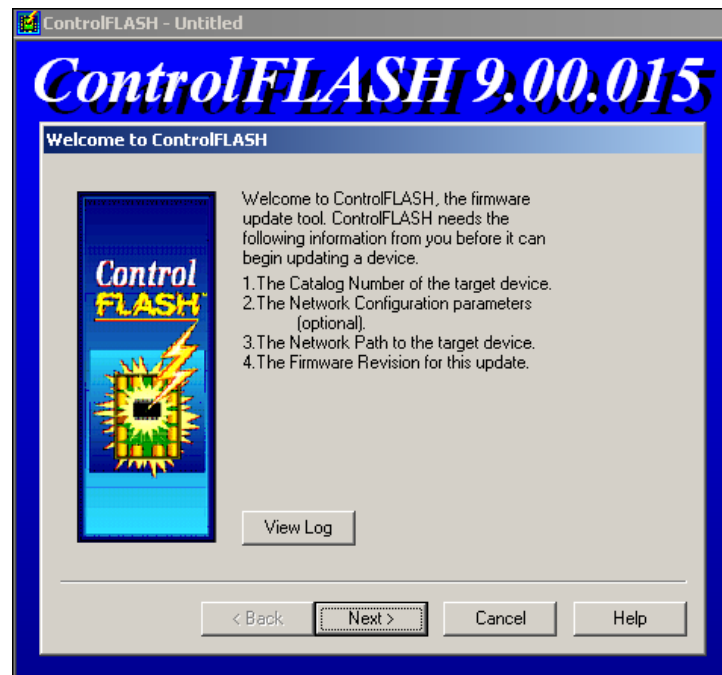 ControlFLASH - Untitled
ControlFLASH 9.00.015
Welcome to ControlFLASH
Control
FLASH
Welcome to ControlFLASH, the firmware
update tool. ControlFLASH needs the
following information from you before it can
begin updating a device.
1.The Catalog Number of the target device.
2.The Network Configuration parameters
(optional).
3.The Network Path to the target device.
4.The Firmware Revision for this update.
View Log
< Back
Next >
Cancel
Help